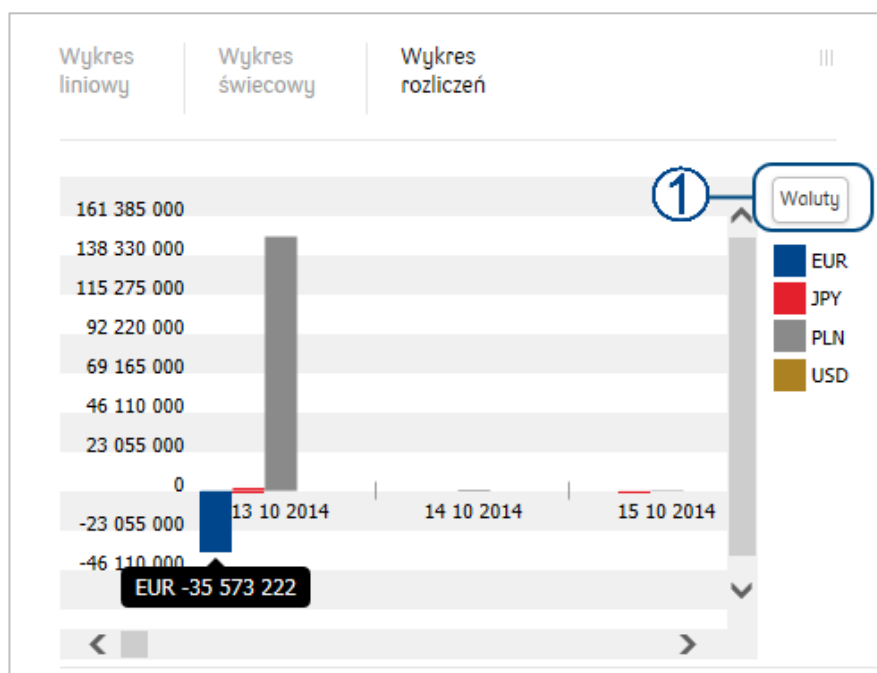 Wykres
liniowy
Wykres
świecowy
Wykres
rozliczeń
1
Waluty
161 385 000
138 330 000
115 275 000
92 220 000
69 165 000
46 110 000
23 055 000
0
-23 055 000
-46 110 000
13 10 2014
14 10 2014
15 10 2014
EUR -35 573 222
EUR
JPY
PLN
USD